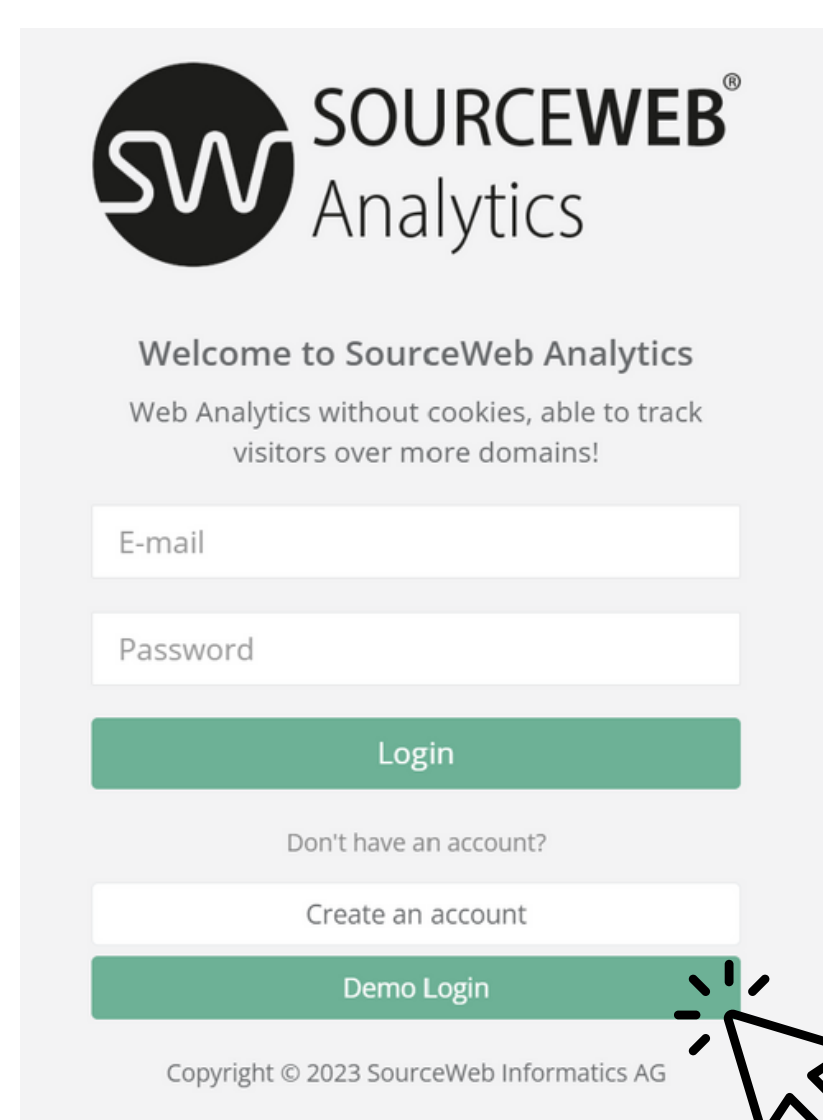 SW
SOURCEWEB®
Analytics
Welcome to SourceWeb Analytics
Web Analytics without cookies, able to track
visitors over more domains!
E-mail
Password
Login
Don't have an account?
Create an account
Demo Login
Copyright © 2023 SourceWeb Informatics AG